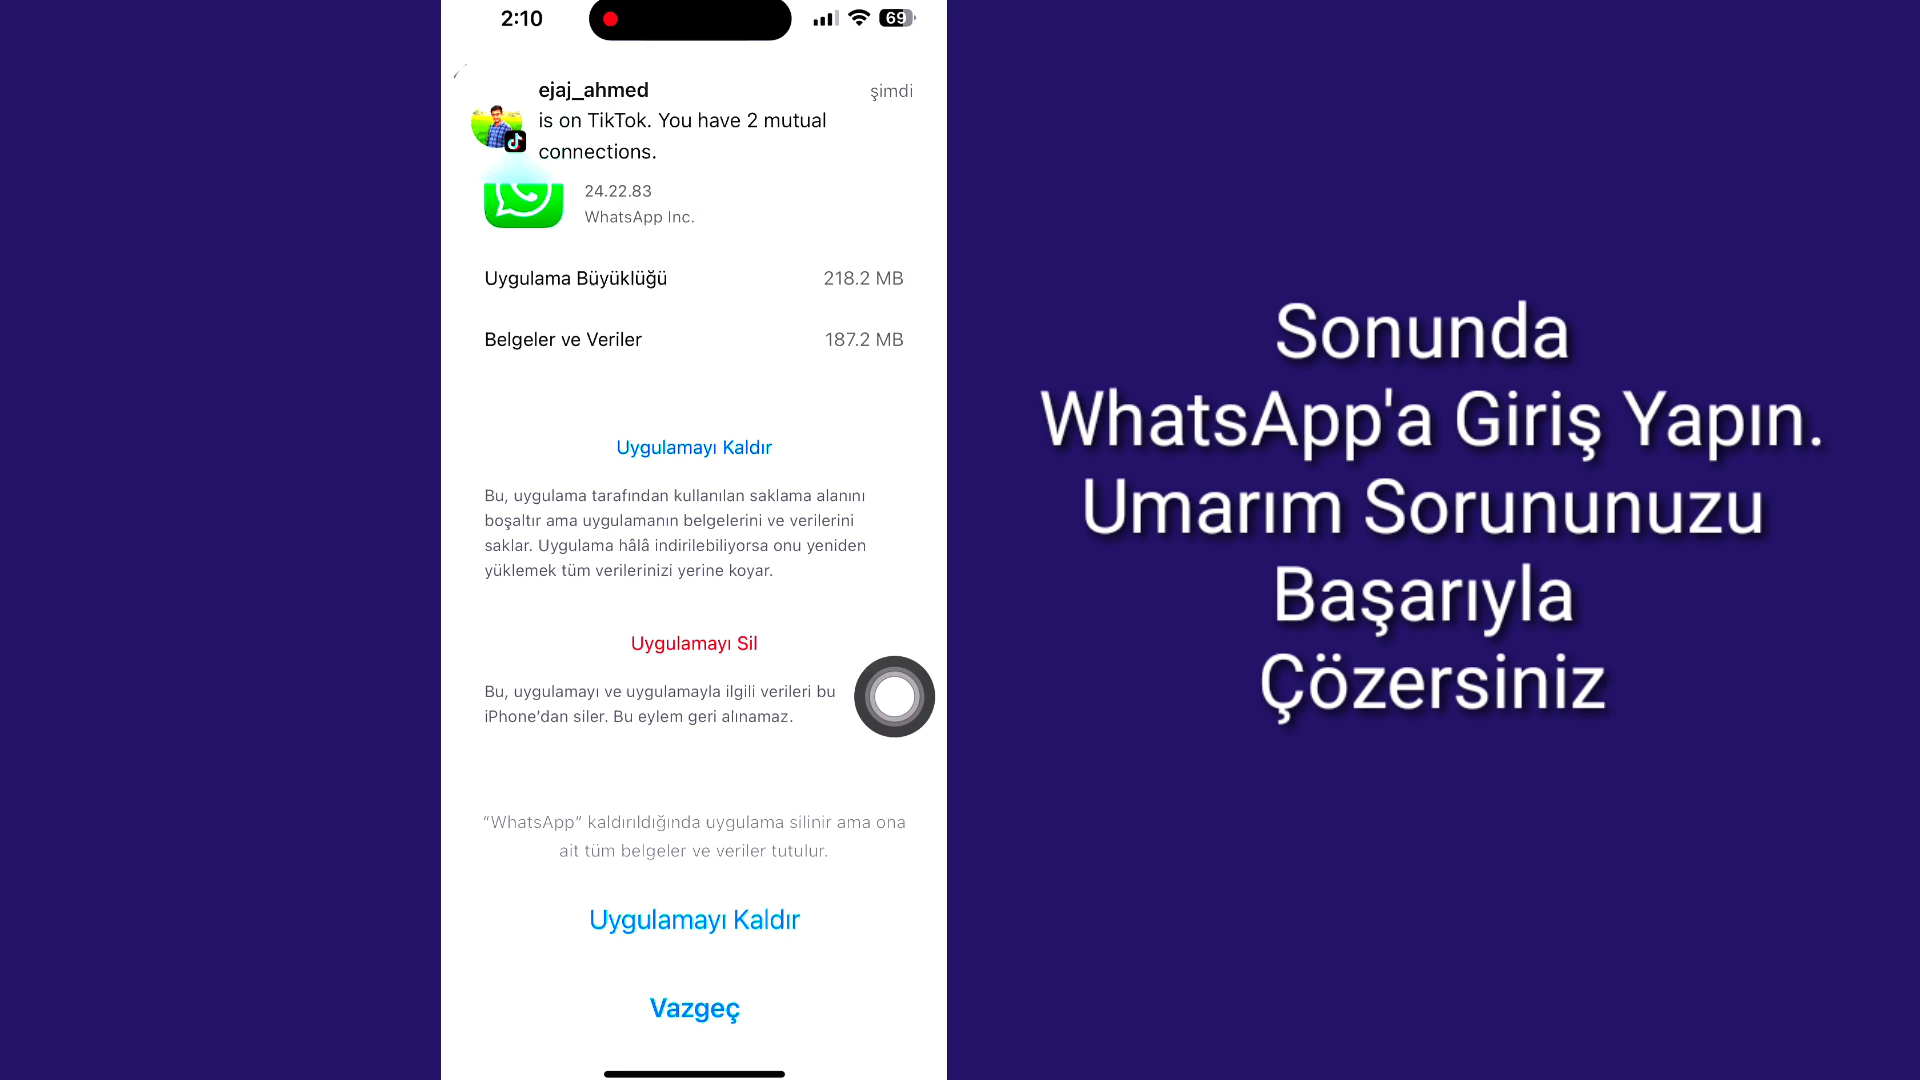 2:10
69
ejaj_ahmed
şimdi
is on TikTok. You have 2 mutual
connections.
24.22.83
WhatsApp Inc.
Uygulama Büyüklüğü 218.2 MB
Belgeler ve Veriler 187.2 MB
Uygulamayı Kaldır
Bu, uygulama tarafından kullanılan saklama alanını
boşaltır ama uygulamanın belgelerini ve verilerini
saklar. Uygulama hâlâ indirilebiliyorsa onu yeniden
yüklemek tüm verilerinizi yerine koyar.
Uygulamayı Sil
Bu, uygulamayı ve uygulamayla ilgili verileri bu
iPhone'dan siler. Bu eylem geri alınamaz.
"WhatsApp" kaldırıldığında uygulama silinir ama ona
ait tüm belgeler ve veriler tutulur.
Uygulamayı Kaldır
Vazgeç
Sonunda
WhatsApp'a Giriş Yapın.
Umarım Sorununuzu
Başarıyla
Çözersiniz